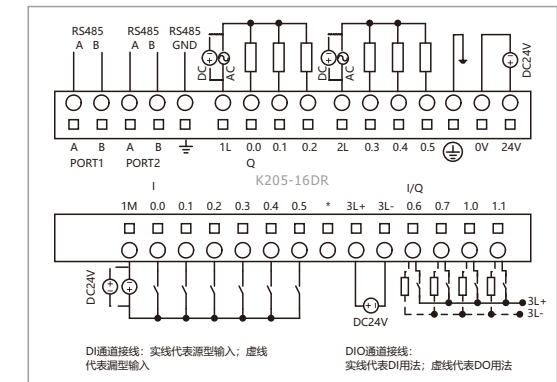 RS485 RS485 RS485
A B A B GND
DC AC DC AC DC24V
A B A B 1L 0.0 0.1 0.2 2L 0.3 0.4 0.5 0V 24V
PORT1 PORT2 Q
K205-16DR
I I/Q
1M 0.0 0.1 0.2 0.3 0.4 0.5 * 3L+ 3L- 0.6 0.7 1.0 1.1
DC24V
3L+
3L-
DC24V
DI通道接线：实线代表源型输入；虚线
代表漏型输入
DIO通道接线：
实线代表DI用法；虚线代表DO用法